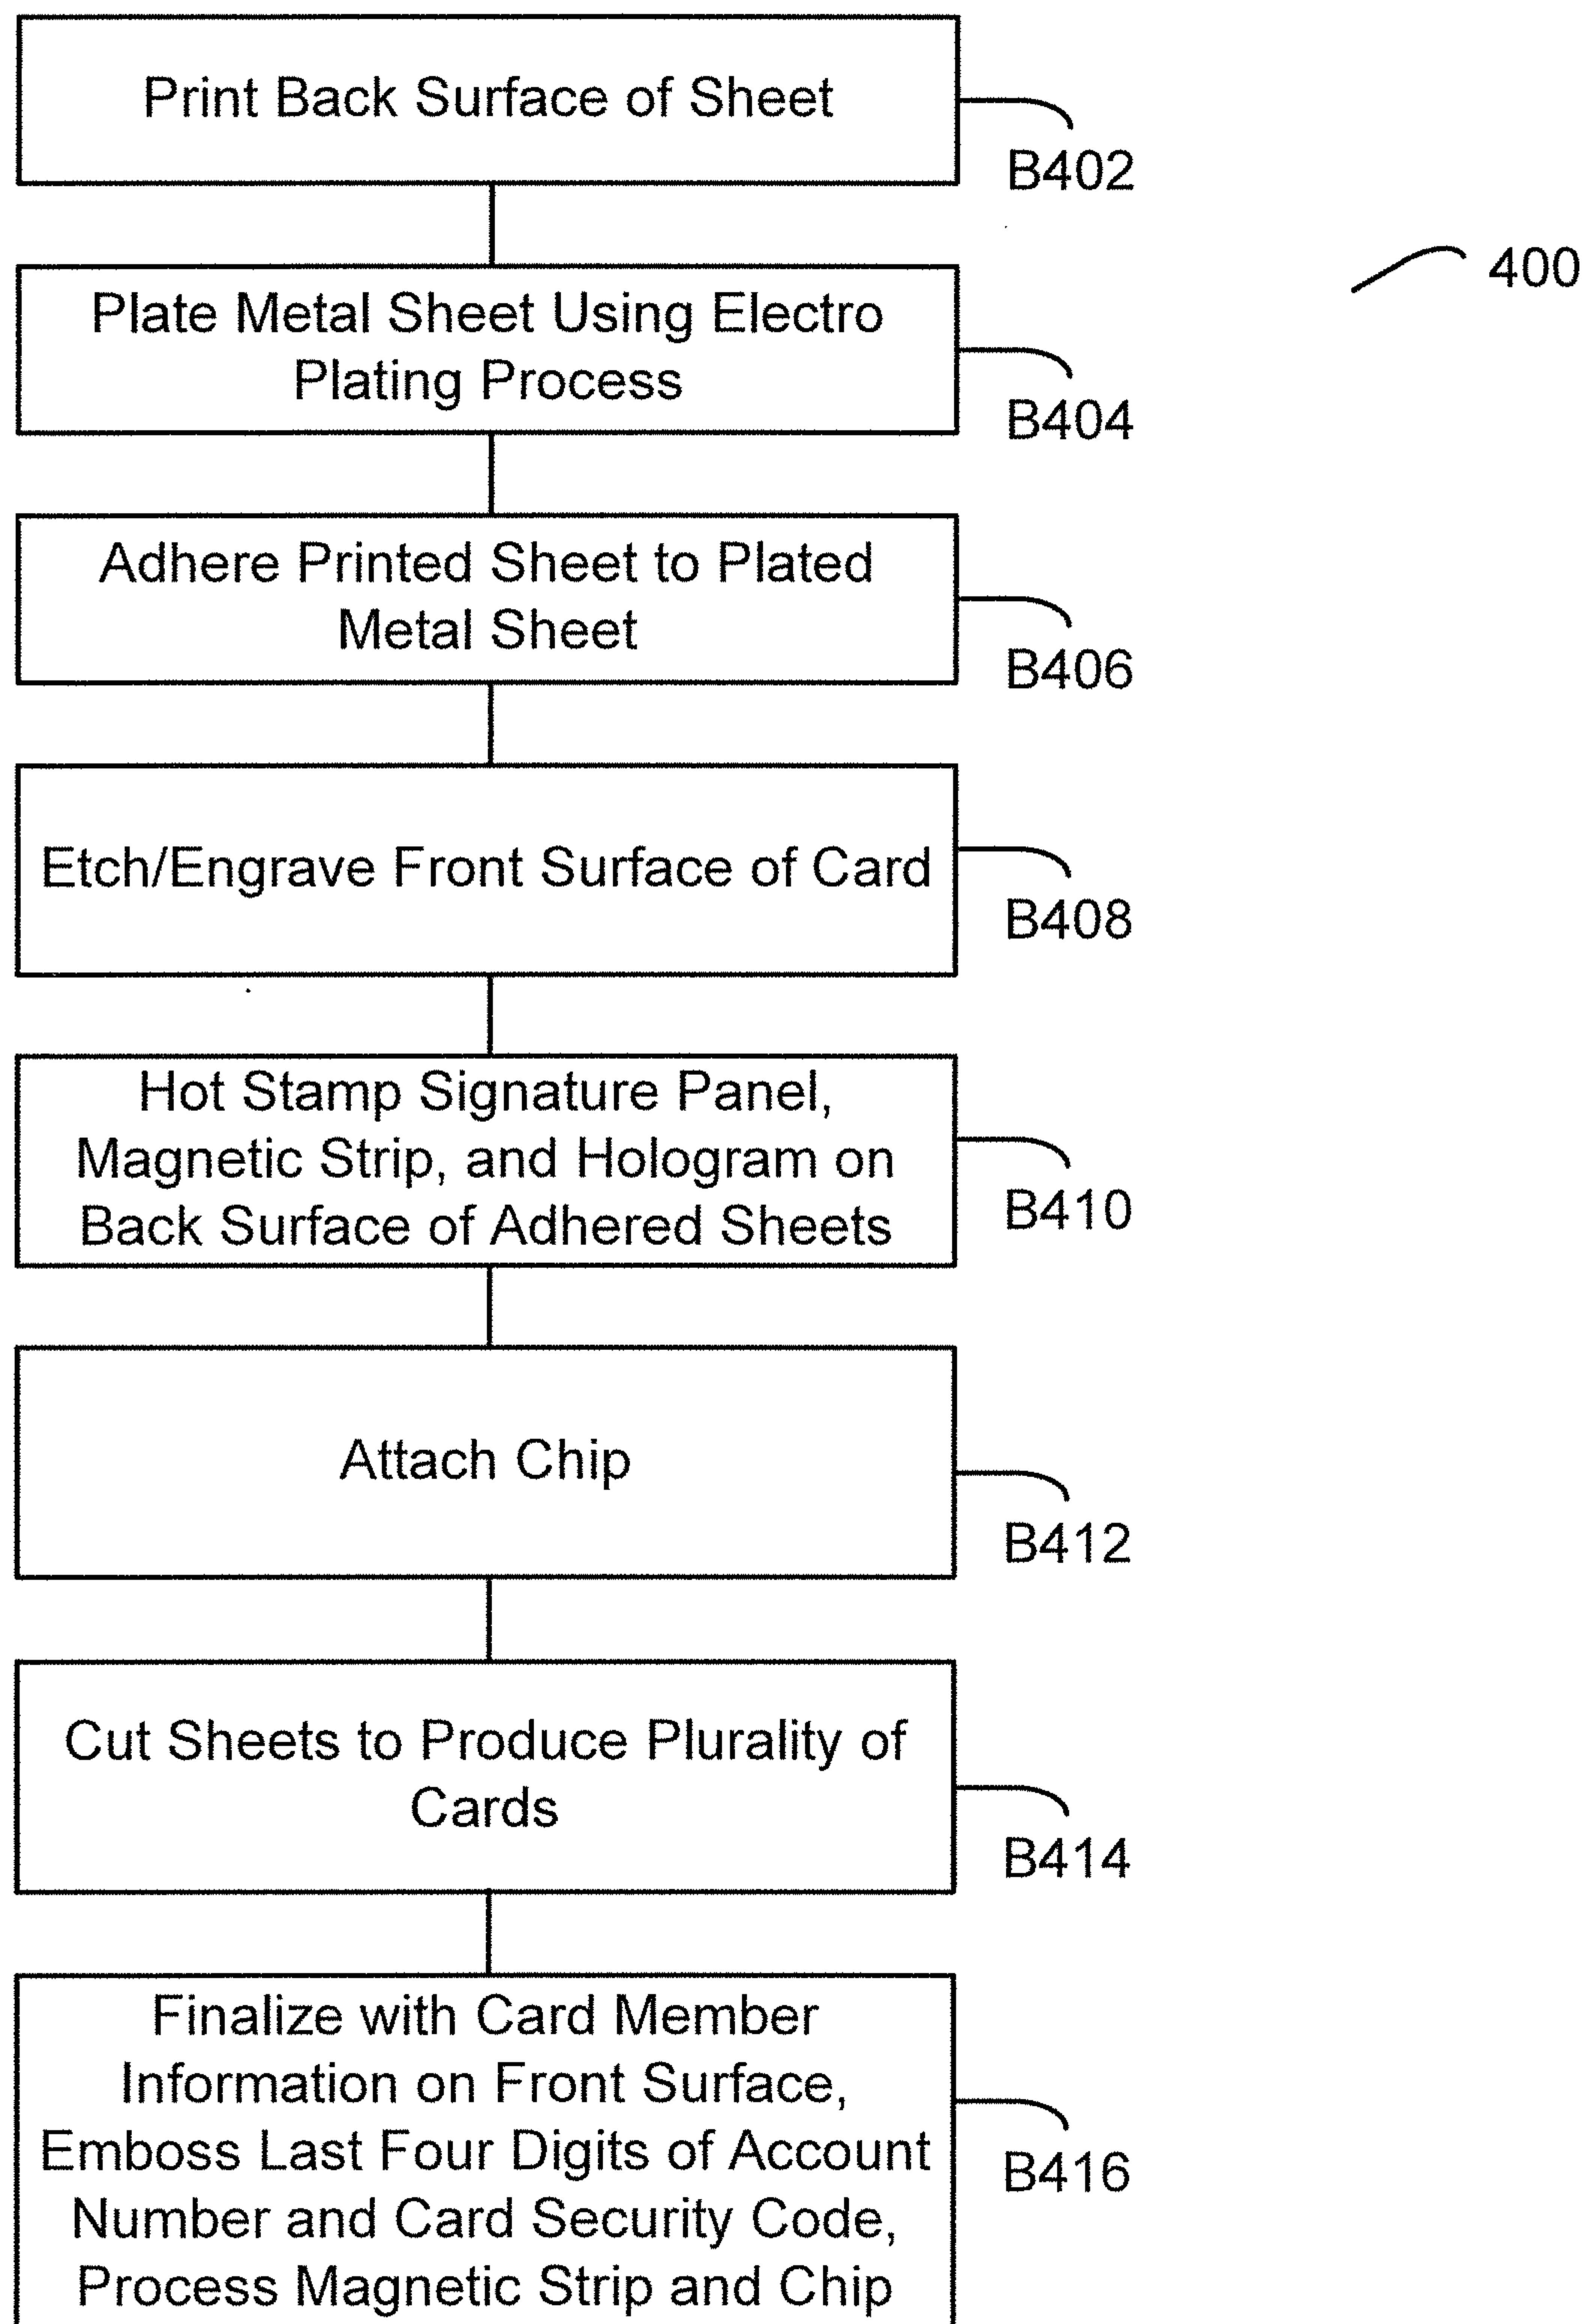 Print Back Surface of Sheet
B402
400
Plate Metal Sheet Using Electro
Plating Process
B404
Adhere Printed Sheet to Plated
Metal Sheet
B406
Etch/Engrave Front Surface of Card
B408
Hot Stamp Signature Panel,
Magnetic Strip, and Hologram on
Back Surface of Adhered Sheets
B410
Attach Chip
B412
Cut Sheets to Produce Plurality of
Cards
B414
Finalize with Card Member
Information on Front Surface,
Emboss Last Four Digits of Account
Number and Card Security Code,
Process Magnetic Strip and Chip
B416